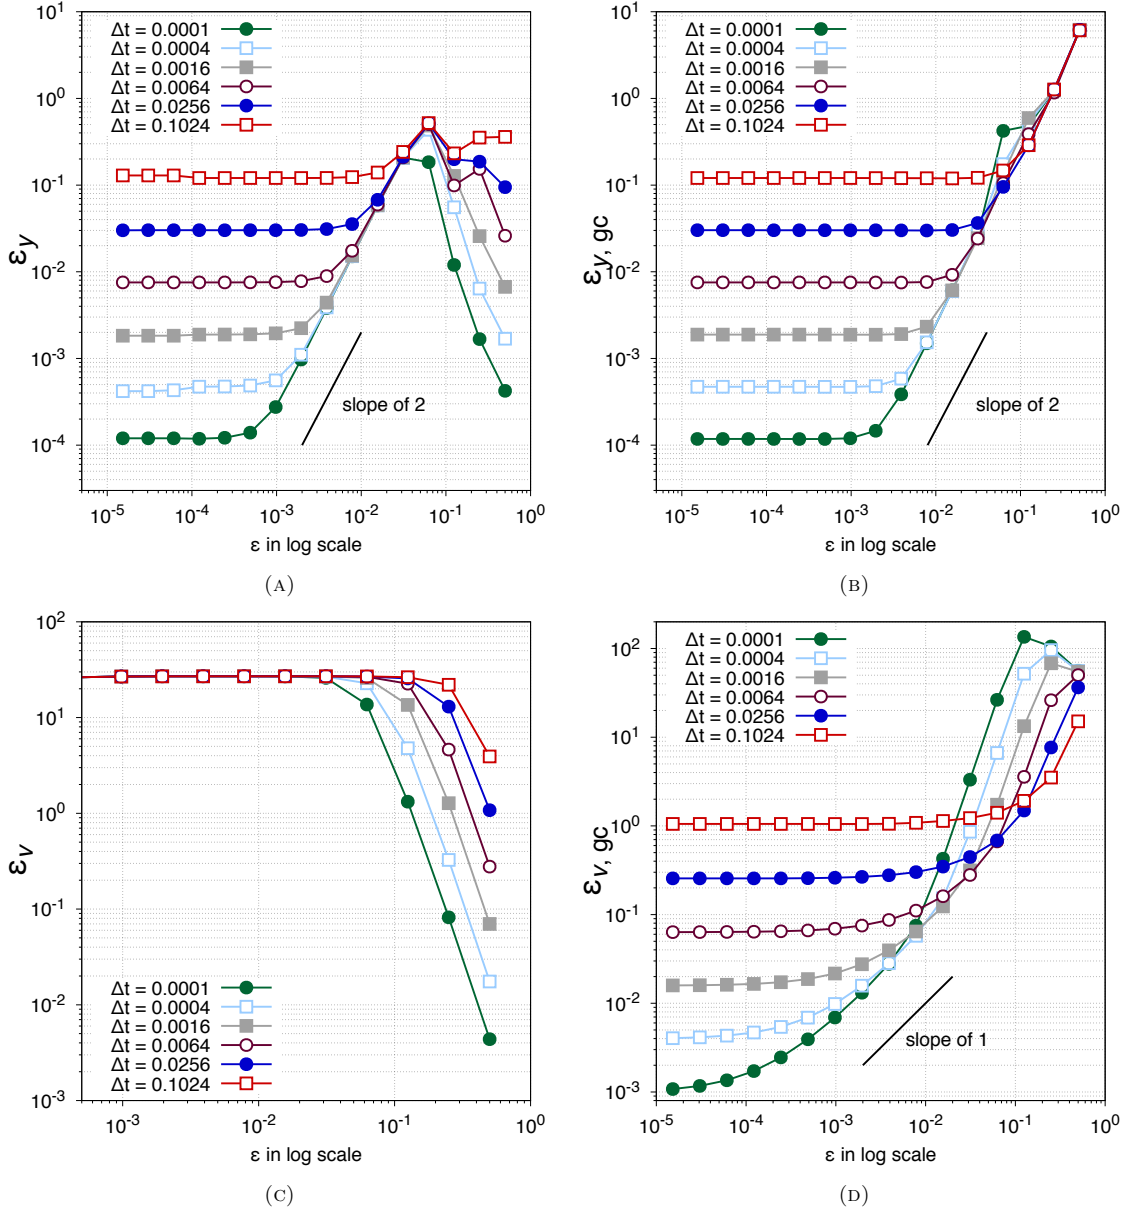 10^1
10^0
10^-1
10^-2
10^-3
10^-4
ε_y
Δt = 0.0001
Δt = 0.0004
Δt = 0.0016
Δt = 0.0064
Δt = 0.0256
Δt = 0.1024
slope of 2
10^-5 10^-4 10^-3 10^-2 10^-1 10^0
ε in log scale
(A)
10^1
10^0
10^-1
10^-2
10^-3
10^-4
ε_y, gc
Δt = 0.0001
Δt = 0.0004
Δt = 0.0016
Δt = 0.0064
Δt = 0.0256
Δt = 0.1024
slope of 2
10^-5 10^-4 10^-3 10^-2 10^-1 10^0
ε in log scale
(B)
10^2
10^1
10^0
10^-1
10^-2
10^-3
ε_v
Δt = 0.0001
Δt = 0.0004
Δt = 0.0016
Δt = 0.0064
Δt = 0.0256
Δt = 0.1024
10^-3 10^-2 10^-1 10^0
ε in log scale
(C)
10^2
10^1
10^0
10^-1
10^-2
10^-3
ε_v, gc
Δt = 0.0001
Δt = 0.0004
Δt = 0.0016
Δt = 0.0064
Δt = 0.0256
Δt = 0.1024
slope of 1
10^-5 10^-4 10^-3 10^-2 10^-1 10^0
ε in log scale
(D)